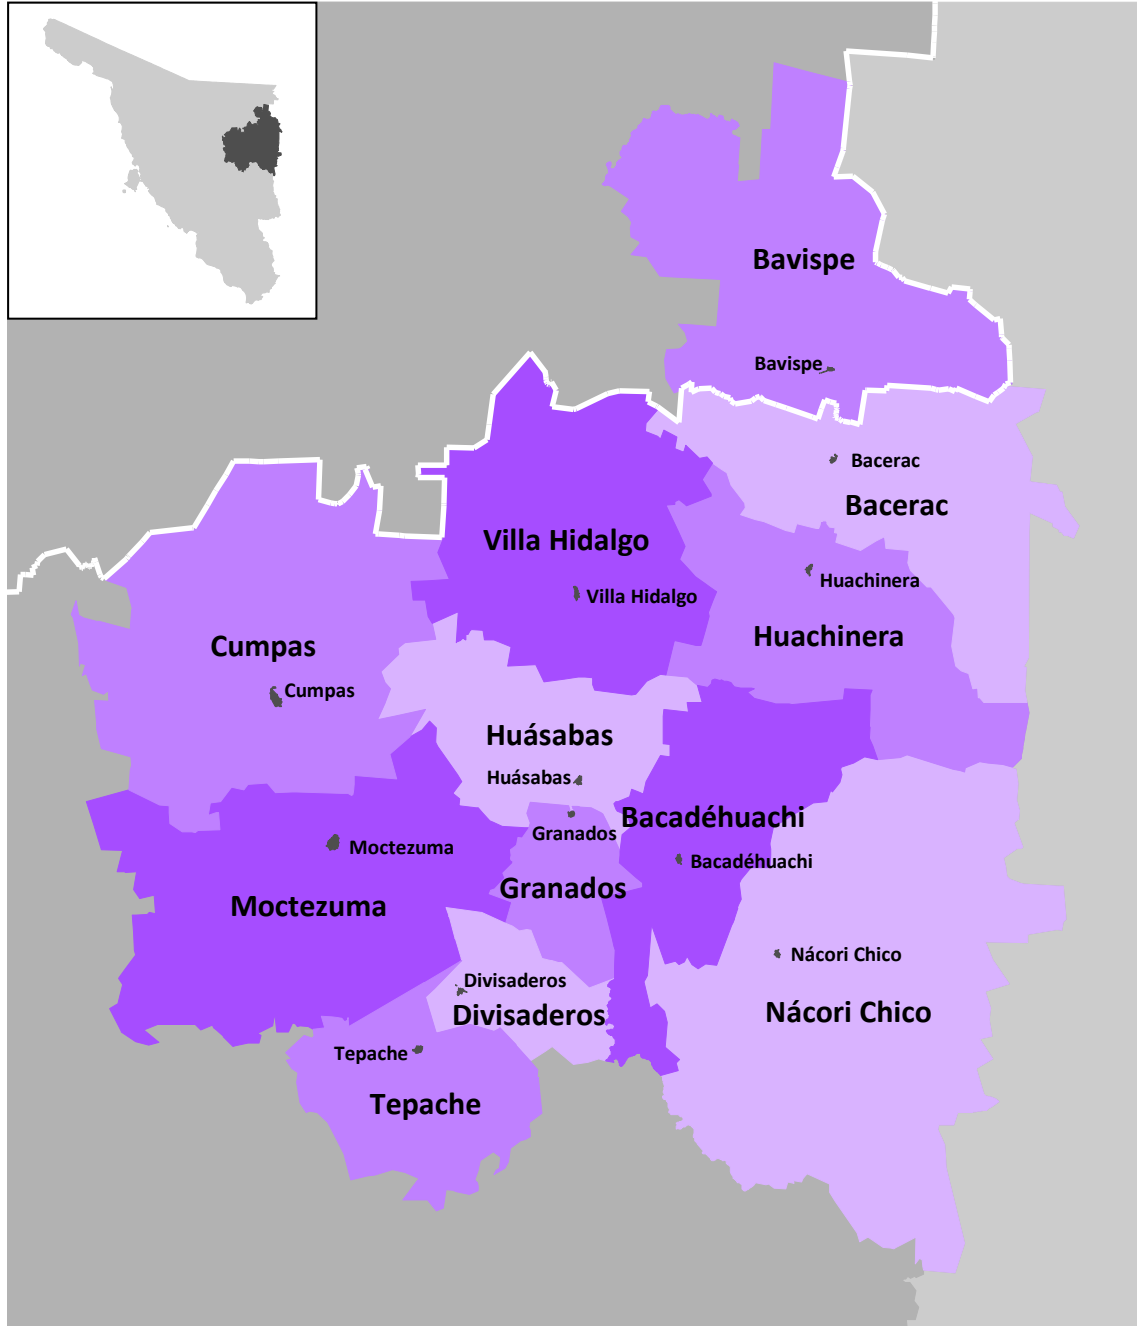 Bavispe
Bavispe
Bacerac
Bacerac
Villa Hidalgo
Huachinera
Villa Hidalgo
Huachinera
Cumpas
Cumpas
Huásabas
Huásabas
Bacadéhuachi
Granados
Moctezuma
Bacadéhuachi
Granados
Moctezuma
Nácori Chico
Divisaderos
Nácori Chico
Divisaderos
Tepache
Tepache